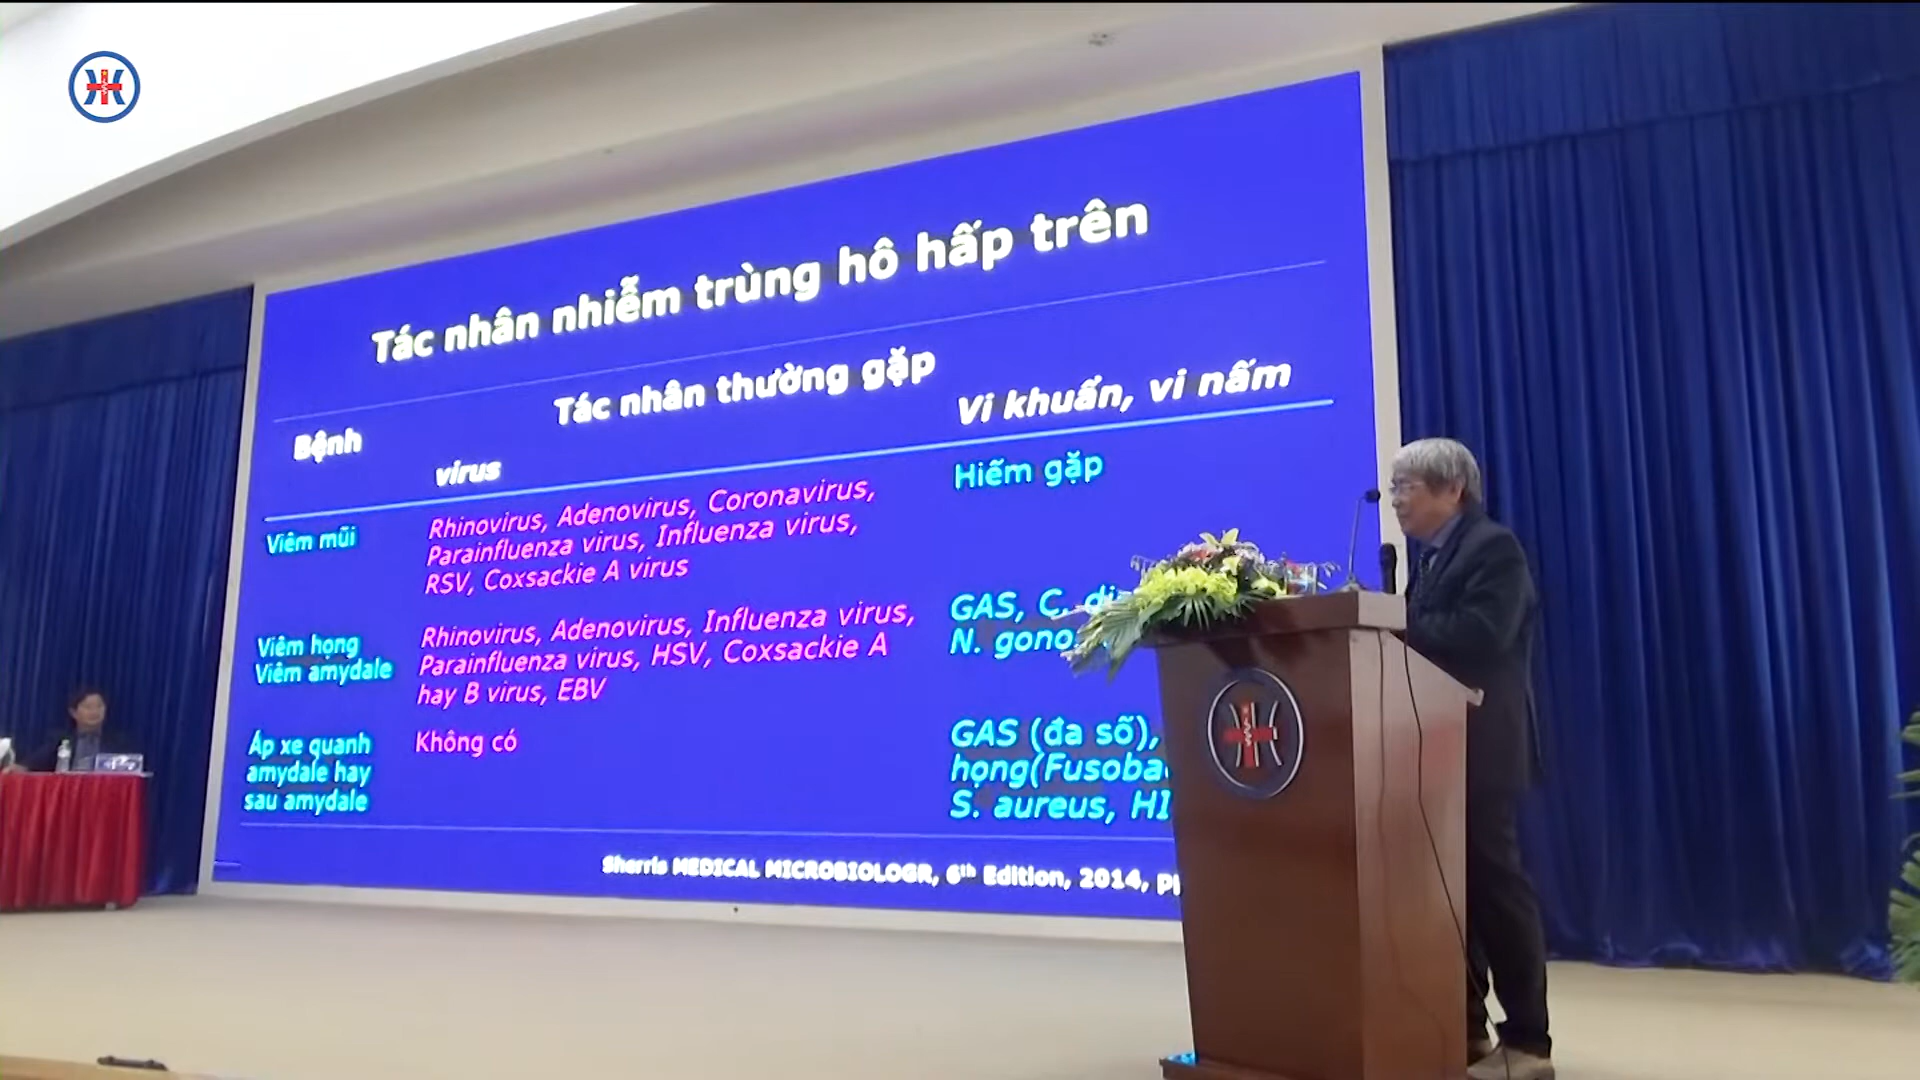 Tác nhân nhiễm trùng hô hấp trên
Bệnh
Tác nhân thường gặp
virus
Vi khuẩn, vi nấm
Viêm mũi
Rhinovirus, Adenovirus, Coronavirus,
Parainfluenza virus, Influenza virus,
RSV, Coxsackie A virus
Hiếm gặp
Viêm họng
Viêm amydale
Rhinovirus, Adenovirus, Influenza virus,
Parainfluenza virus, HSV, Coxsackie A
hay B virus, EBV
GAS, C.
N.
Áp xe quanh
amydale hay
sau amydale
Không có
GAS (đa số),
họng(
S. aureus,
Sherris MEDICAL MICROBIOLOGR, 6th Edition, 2014,